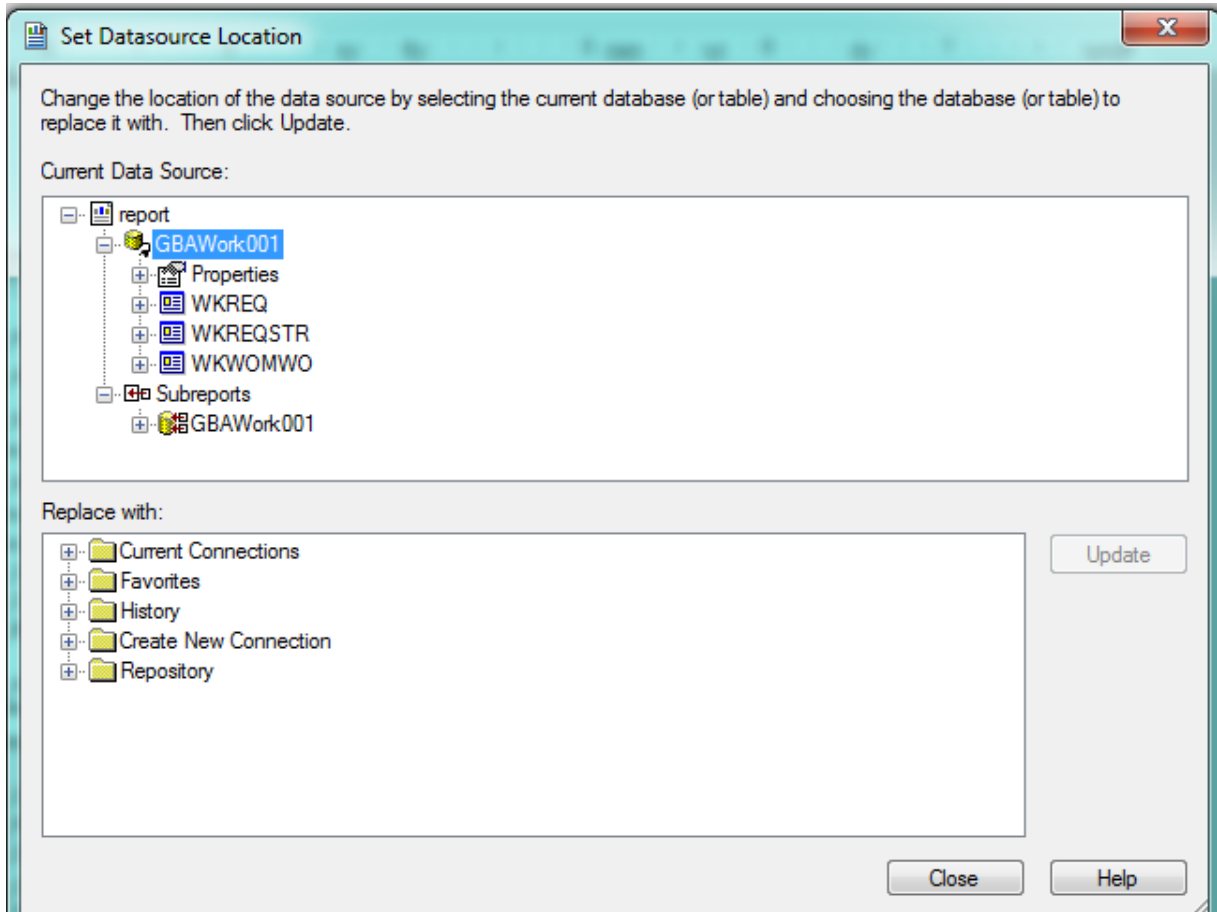 Set Datasource Location
Change the location of the data source by selecting the current database (or table) and choosing the database (or table) to
replace it with. Then click Update.
Current Data Source:
report
GBAWork001
Properties
WKREQ
WKREQSTR
WKWOMWO
Subreports
GBAWork001
Replace with:
Current Connections
Update
Favorites
History
Create New Connection
Repository
Close
Help